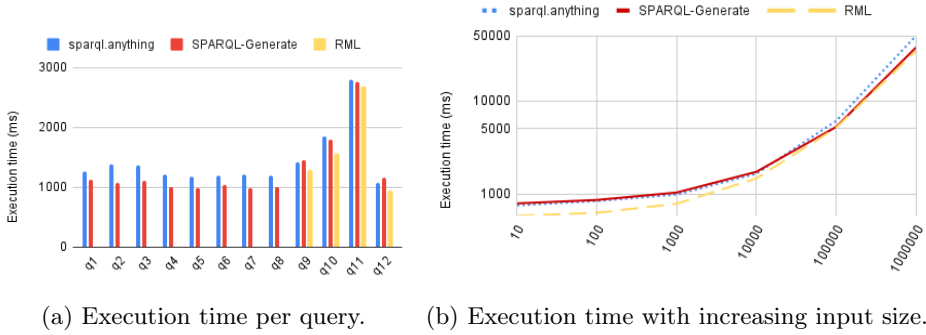 sparql.anything SPARQL-Generate RML
3000
2000
1000
0
Execution time (ms)
q1 q2 q3 q4 q5 q6 q7 q8 q9 q10 q11 q12
(a) Execution time per query.
sparql.anything SPARQL-Generate RML
50000
10000
5000
1000
Execution time (ms)
10 100 1000 10000 100000 1000000
(b) Execution time with increasing input size.